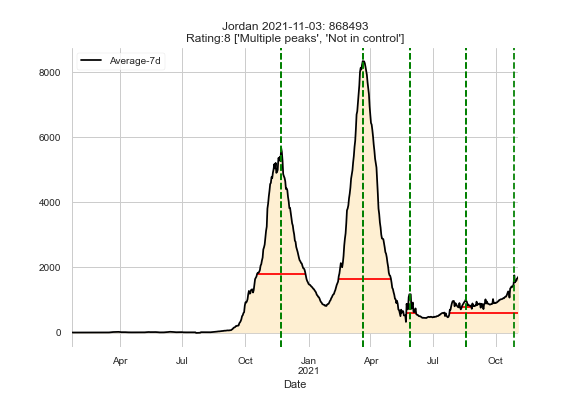 Jordan 2021-11-03: 868493
Rating:8 ['Multiple peaks', 'Not in control']
Average-7d
8000
6000
4000
2000
0
Apr Jul Oct Jan Apr Jul Oct
2021
Date